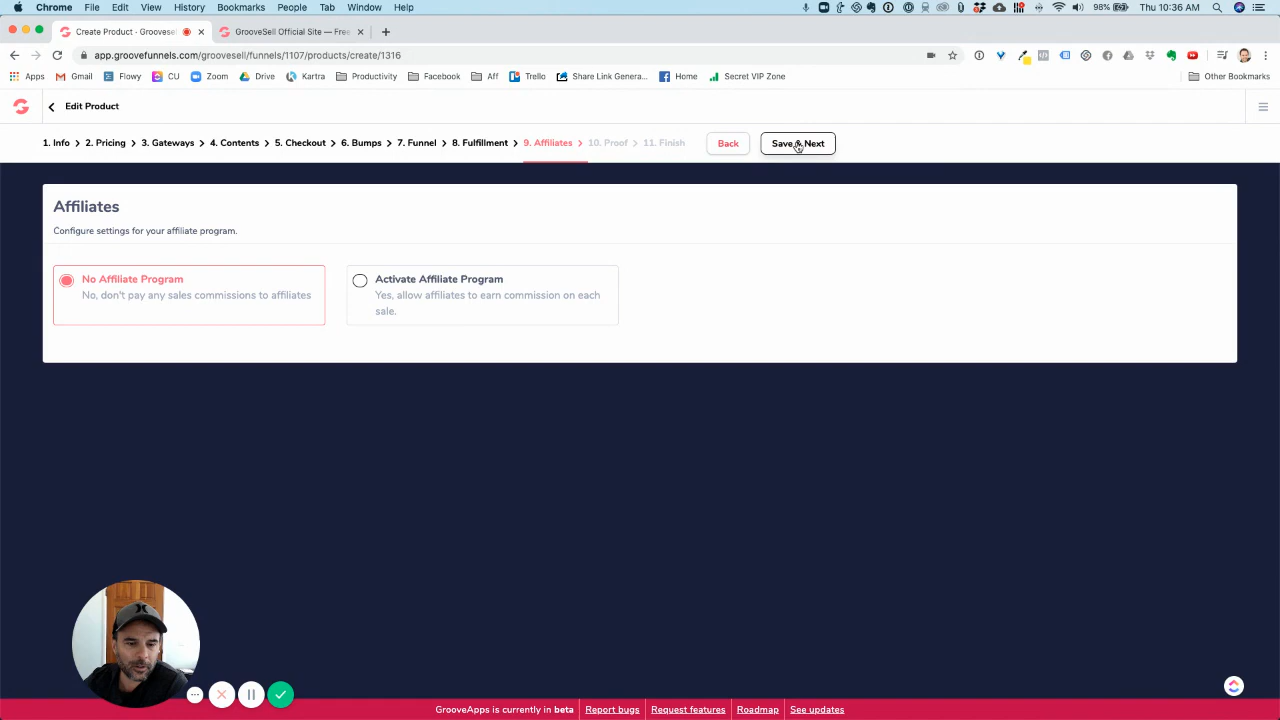 Chrome File Edit View History Bookmarks People Tab Window Help 98% Thu 10:36 AM
Create Product · Groovesel
GrooveSell Official Site — Free
app.groovefunnels.com/groovesell/funnels/1107/products/create/1316
Apps Gmail Flowy CU Zoom Drive Kartra Productivity Facebook Aff Trello Share Link Genera... Home Secret VIP Zone Other Bookmarks
Edit Product
1. Info > 2. Pricing > 3. Gateways > 4. Contents > 5. Checkout > 6. Bumps > 7. Funnel > 8. Fulfillment > 9. Affiliates > 10. Proof > 11. Finish Back Save & Next
Affiliates
Configure settings for your affiliate program.
No Affiliate Program
No, don't pay any sales commissions to affiliates
Activate Affiliate Program
Yes, allow affiliates to earn commission on each
sale.
GrooveApps is currently in beta Report bugs Request features Roadmap See updates